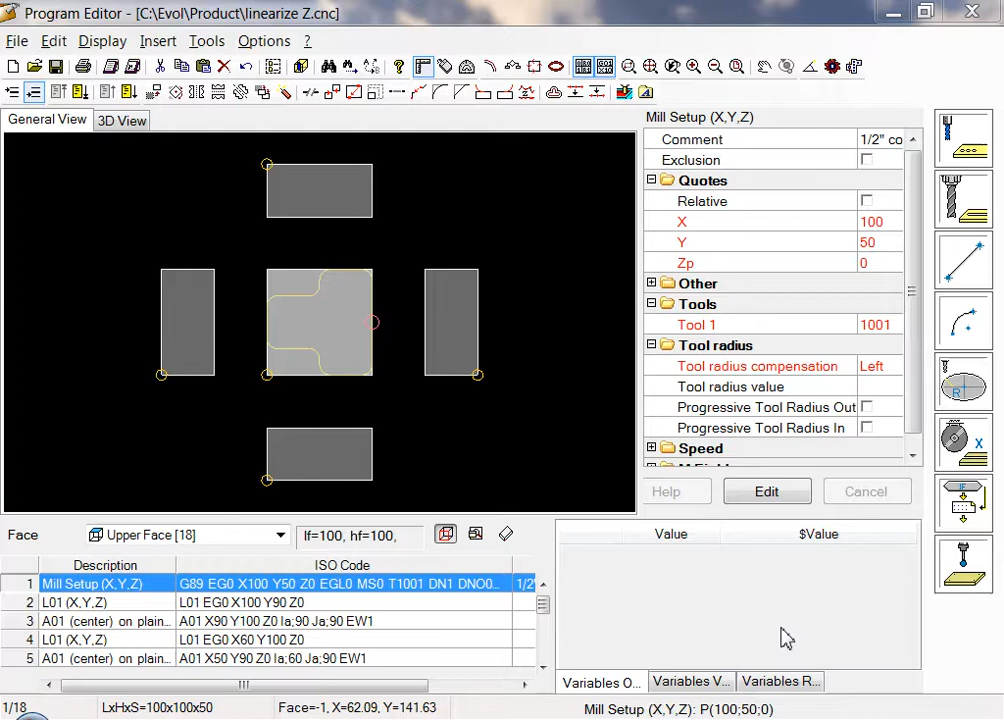 Program Editor - [C:\Evol\Product\linearize Z.cnc]
File Edit Display Insert Tools Options ?
General View 3D View
Mill Setup (X,Y,Z)
Comment 1/2" co
Exclusion
Quotes
Relative
X 100
Y 50
Zp 0
Other
Tools
Tool 1 1001
Tool radius
Tool radius compensation Left
Tool radius value
Progressive Tool Radius Out
Progressive Tool Radius In
Speed
Help Edit Cancel
Face Upper Face [18] lf=100, hf=100,
Value $Value
Description ISO Code
1 Mill Setup (X,Y,Z) G89 EG0 X100 Y50 Z0 EGL0 MS0 T1001 DN1 DNO0... 1/2"
2 L01 (X,Y,Z) L01 EG0 X100 Y90 Z0
3 A01 (center) on plain... A01 X90 Y100 Z0 Ia;90 Ja;90 EW1
4 L01 (X,Y,Z) L01 EG0 X60 Y100 Z0
5 A01 (center) on plain... A01 X50 Y90 Z0 Ia;60 Ja;90 EW1
Variables O... Variables V... Variables R...
1/18 LxHxS=100x100x50 Face=-1, X=62.09, Y=141.63 Mill Setup (X,Y,Z): P(100;50;0)